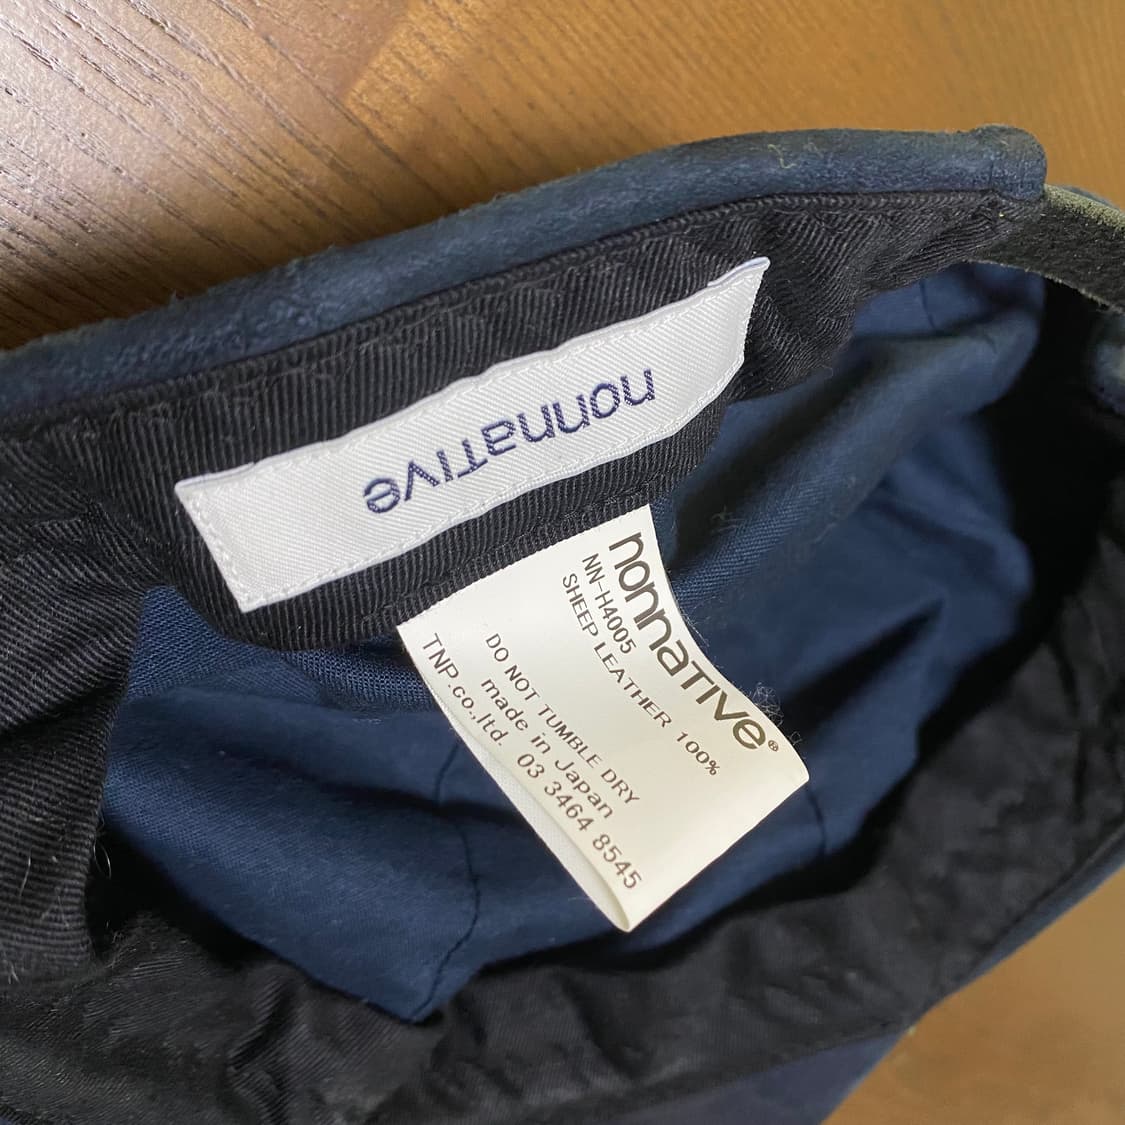 nonnative
nonnative®
NN-H4005
SHEEP LEATHER 100%
DO NOT TUMBLE DRY
made in Japan
TNP.co.,ltd. 03 3464 8545